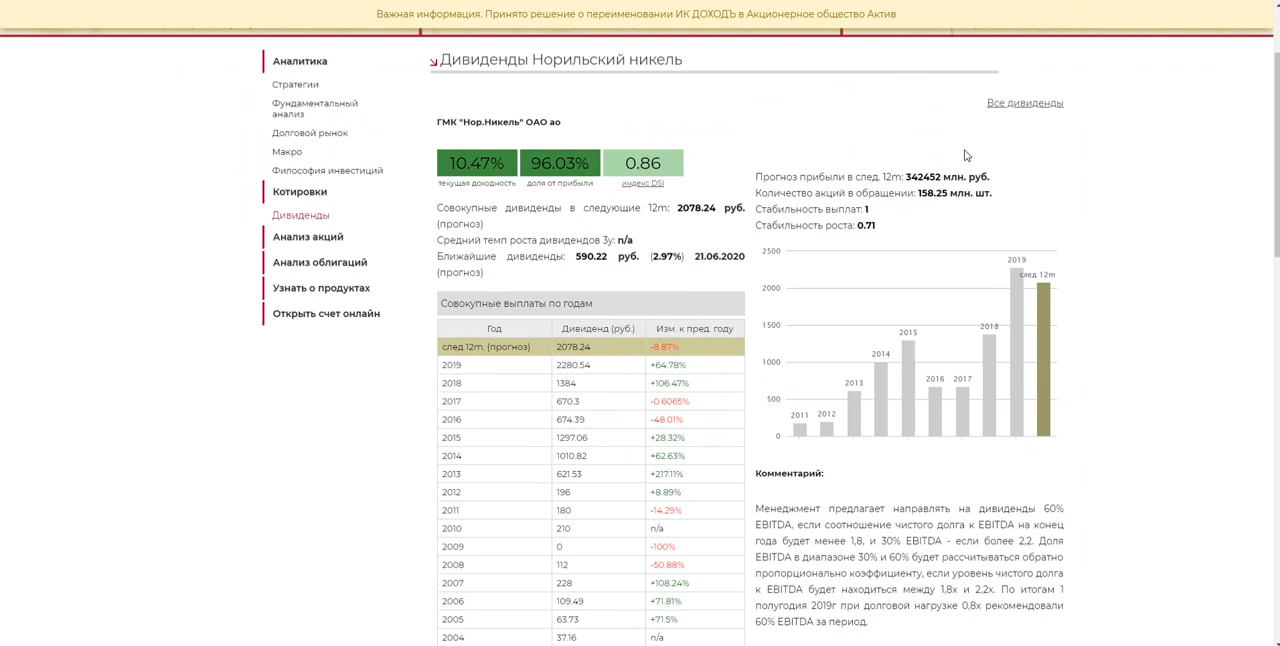 Важная информация. Принято решение о переименовании ИК ДОХОДЪ в Акционерное общество Актив
Аналитика
Стратегии
Фундаментальный
анализ
Долговой рынок
Макро
Философия инвестиций
Котировки
Дивиденды
Анализ акций
Анализ облигаций
Узнать о продуктах
Открыть счет онлайн
Дивиденды Норильский никель
Все дивиденды
ГМК "Нор.Никель" ОАО ао
10.47% 96.03% 0.86
текущая доходность доля от прибыли индекс DSI
Совокупные дивиденды в следующие 12m: 2078.24 руб.
(прогноз)
Средний темп роста дивидендов 3y: n/a
Ближайшие дивиденды: 590.22 руб. (2.97%) 21.06.2020
(прогноз)
Совокупные выплаты по годам
Год Дивиденд (руб.) Изм. к пред. году
след 12m. (прогноз) 2078.24 -8.87%
2019 2280.54 +64.78%
2018 1384 +106.47%
2017 670.3 -0.6065%
2016 674.39 -48.01%
2015 1297.06 +28.32%
2014 1010.82 +62.63%
2013 621.53 +217.11%
2012 196 +8.89%
2011 180 -14.29%
2010 210 n/a
2009 0 -100%
2008 112 -50.88%
2007 228 +108.24%
2006 109.49 +71.81%
2005 63.73 +71.5%
2004 37.16 n/a
Прогноз прибыли в след. 12m: 342452 млн. руб.
Количество акций в обращении: 158.25 млн. шт.
Стабильность выплат: 1
Стабильность роста: 0.71
2500
2000
1500
1000
500
0
2011 2012 2013 2014 2015 2016 2017 2018 2019 след 12m
Комментарий:
Менеджмент предлагает направлять на дивиденды 60%
EBITDA, если соотношение чистого долга к EBITDA на конец
года будет менее 1,8, и 30% EBITDA - если более 2,2. Доля
EBITDA в диапазоне 30% и 60% будет рассчитываться обратно
пропорционально коэффициенту, если уровень чистого долга
к EBITDA будет находиться между 1,8x и 2,2x. По итогам 1
полугодия 2019г при долговой нагрузке 0,8x рекомендовали
60% EBITDA за период.